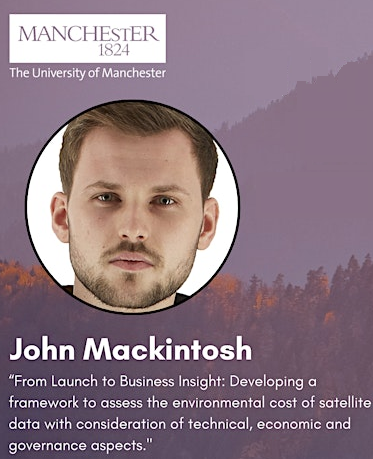 MANCHESTER
1824
The University of Manchester
John Mackintosh
“From Launch to Business Insight: Developing a
framework to assess the environmental cost of satellite
data with consideration of technical, economic and
governance aspects."